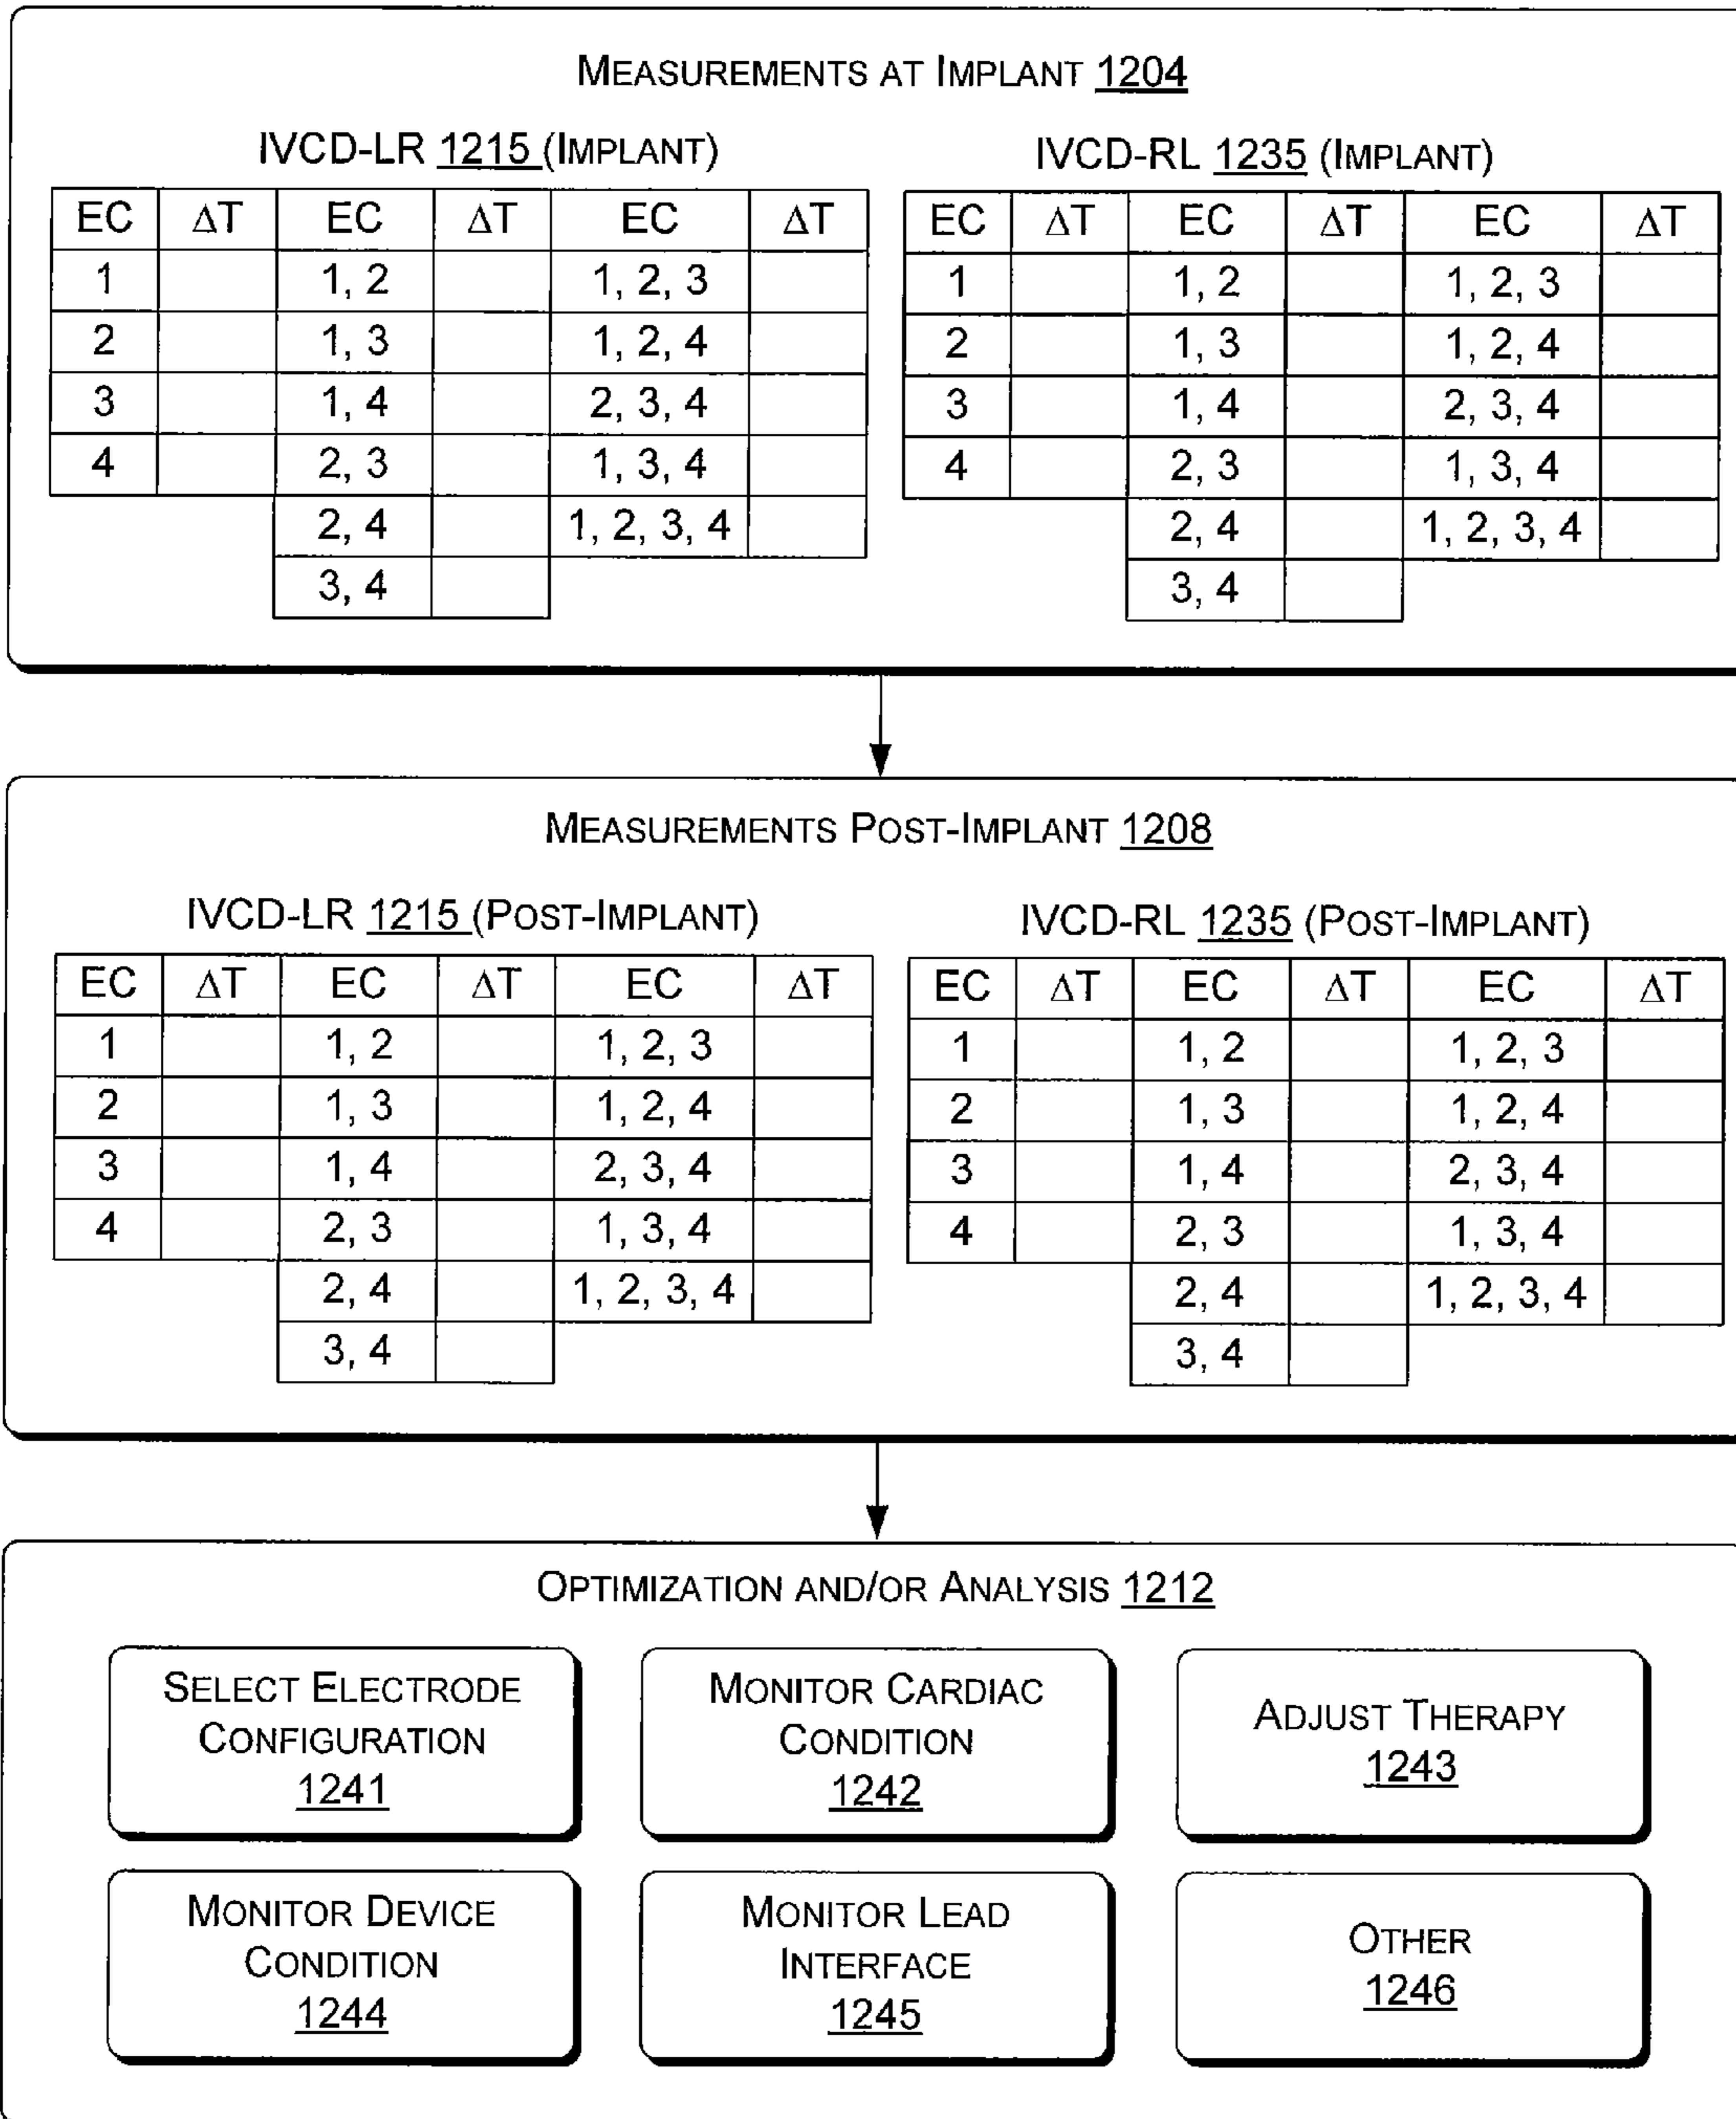 MEASUREMENTS AT IMPLANT 1204
IVCD-LR 1215 (IMPLANT)
EC ΔT EC ΔT EC ΔT
1 1, 2 1, 2, 3
2 1, 3 1, 2, 4
3 1, 4 2, 3, 4
4 2, 3 1, 3, 4
2, 4 1, 2, 3, 4
3, 4
IVCD-RL 1235 (IMPLANT)
EC ΔT EC ΔT EC ΔT
1 1, 2 1, 2, 3
2 1, 3 1, 2, 4
3 1, 4 2, 3, 4
4 2, 3 1, 3, 4
2, 4 1, 2, 3, 4
3, 4
MEASUREMENTS POST-IMPLANT 1208
IVCD-LR 1215 (POST-IMPLANT)
EC ΔT EC ΔT EC ΔT
1 1, 2 1, 2, 3
2 1, 3 1, 2, 4
3 1, 4 2, 3, 4
4 2, 3 1, 3, 4
2, 4 1, 2, 3, 4
3, 4
IVCD-RL 1235 (POST-IMPLANT)
EC ΔT EC ΔT EC ΔT
1 1, 2 1, 2, 3
2 1, 3 1, 2, 4
3 1, 4 2, 3, 4
4 2, 3 1, 3, 4
2, 4 1, 2, 3, 4
3, 4
OPTIMIZATION AND/OR ANALYSIS 1212
SELECT ELECTRODE
CONFIGURATION
1241
MONITOR CARDIAC
CONDITION
1242
ADJUST THERAPY
1243
MONITOR DEVICE
CONDITION
1244
MONITOR LEAD
INTERFACE
1245
OTHER
1246